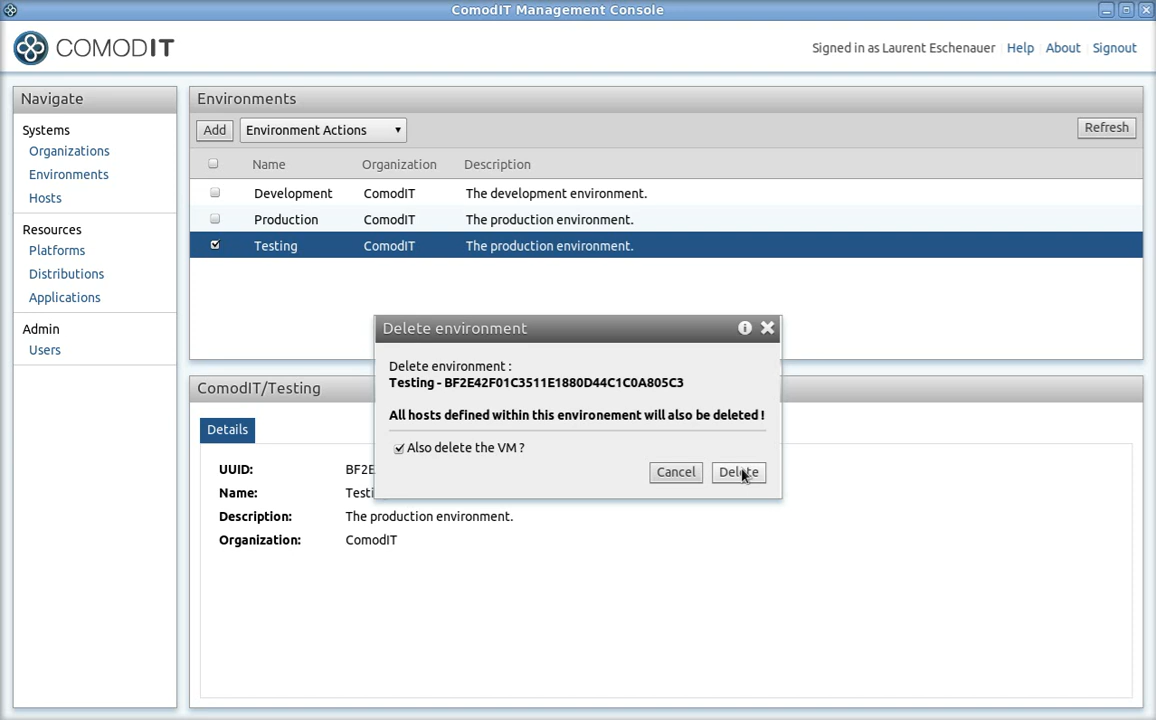 ComodIT Management Console
COMODIT
Signed in as Laurent Eschenauer Help About Signout
Navigate
Systems
Organizations
Environments
Hosts
Resources
Platforms
Distributions
Applications
Admin
Users
Environments
Add Environment Actions Refresh
Name Organization Description
Development ComodIT The development environment.
Production ComodIT The production environment.
Testing ComodIT The production environment.
Delete environment
Delete environment :
Testing - BF2E42F01C3511E1880D44C1C0A805C3
All hosts defined within this environement will also be deleted !
Also delete the VM ?
Cancel Delete
ComodIT/Testing
Details
UUID: BF2E
Name: Testi
Description: The production environment.
Organization: ComodIT